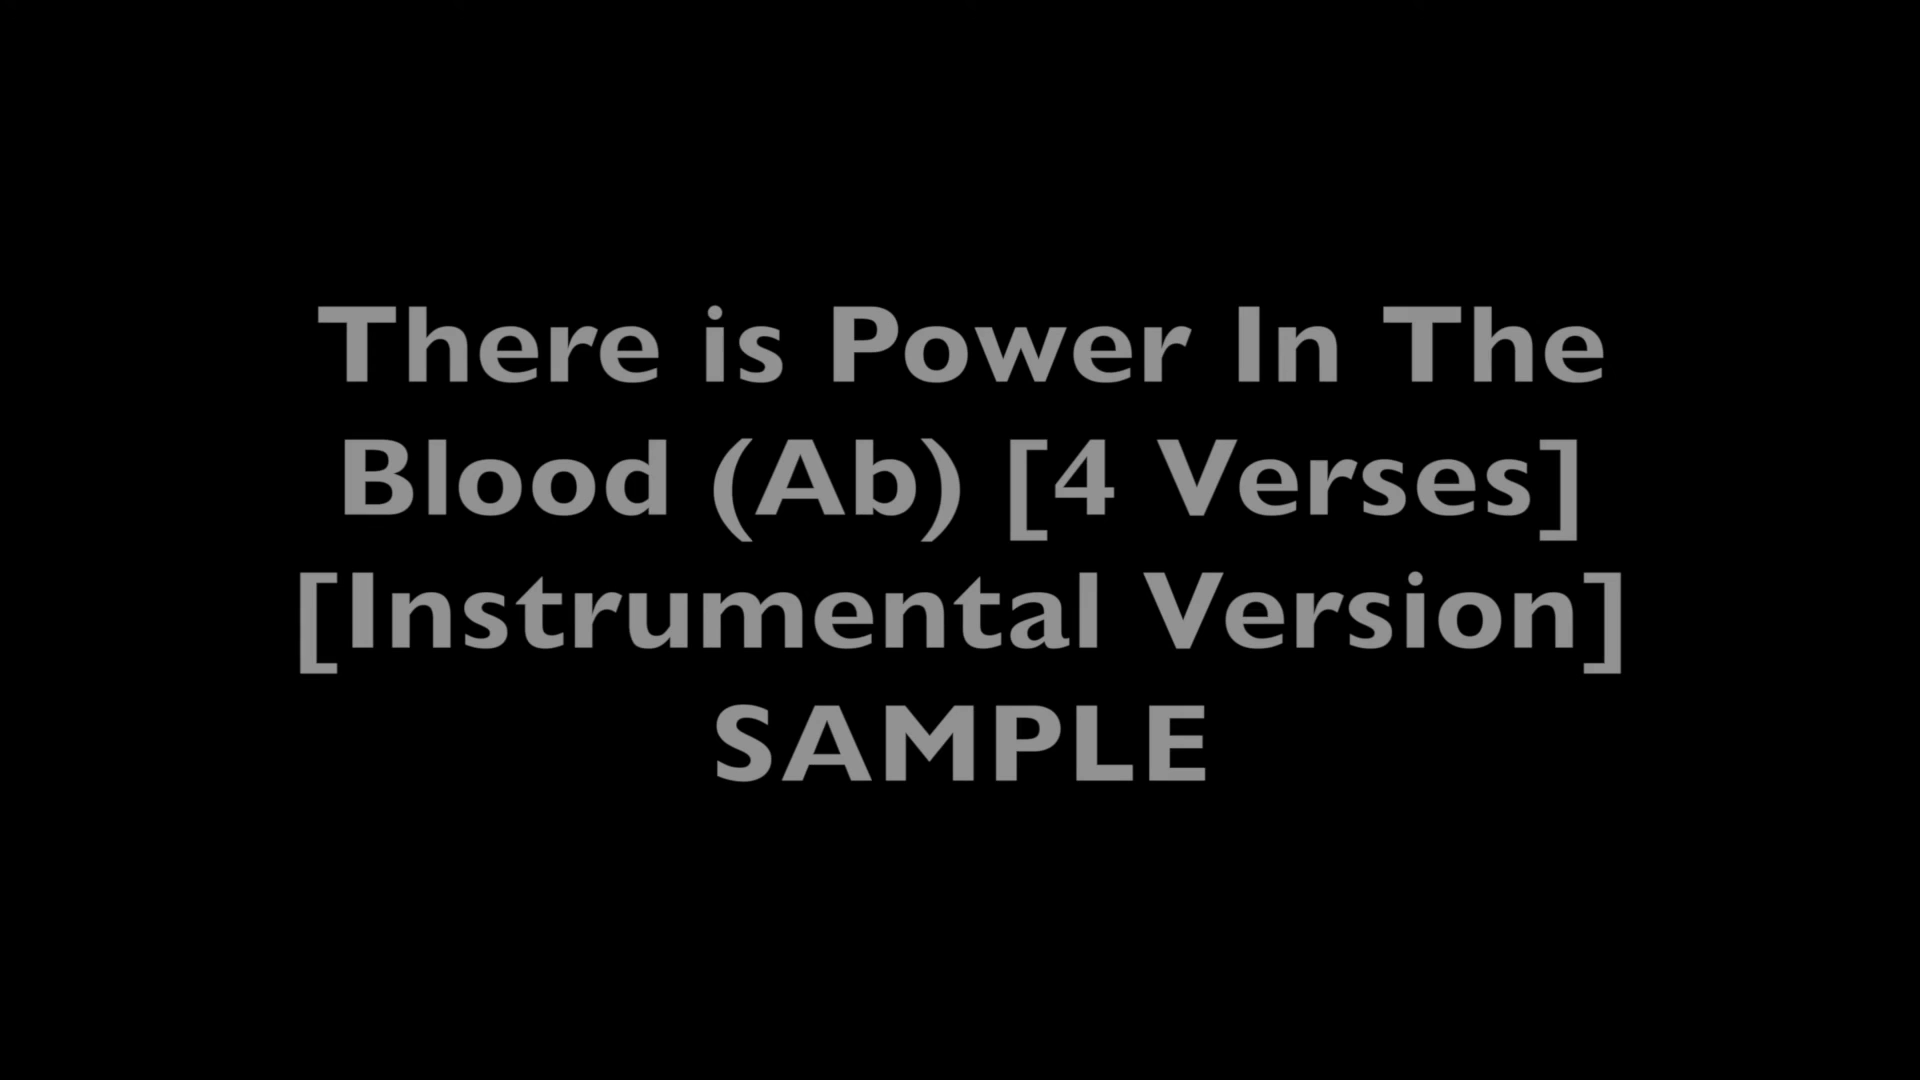 There is Power In The
Blood (Ab) [4 Verses]
[Instrumental Version]
SAMPLE